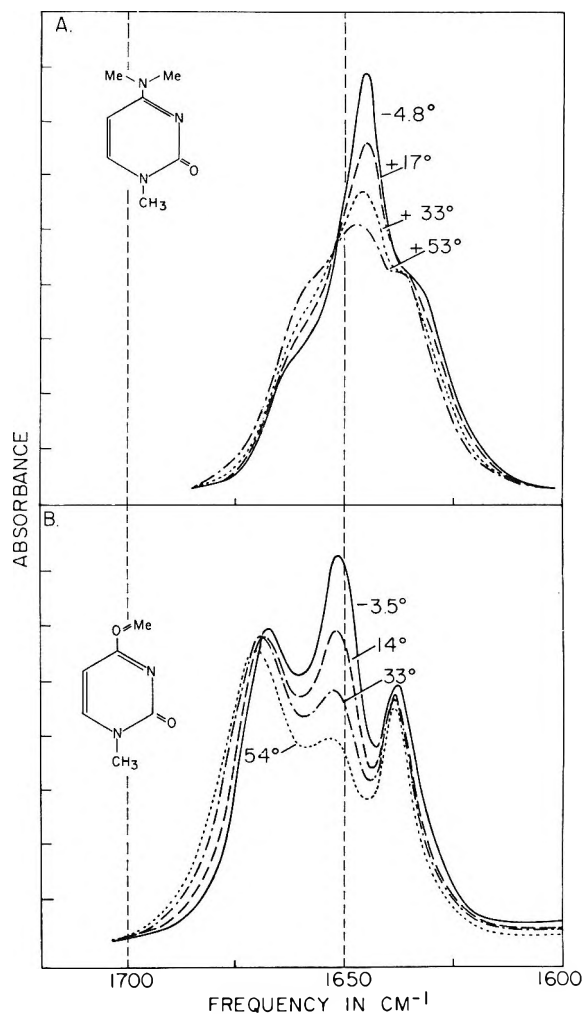 A.
Me N Me
N
N O
CH3
-4.8°
+17°
+ 33°
+ 53°
ABSORBANCE
B.
O Me
N
N O
CH3
-3.5°
14°
33°
54°
1700 1650 1600
FREQUENCY IN CM-1